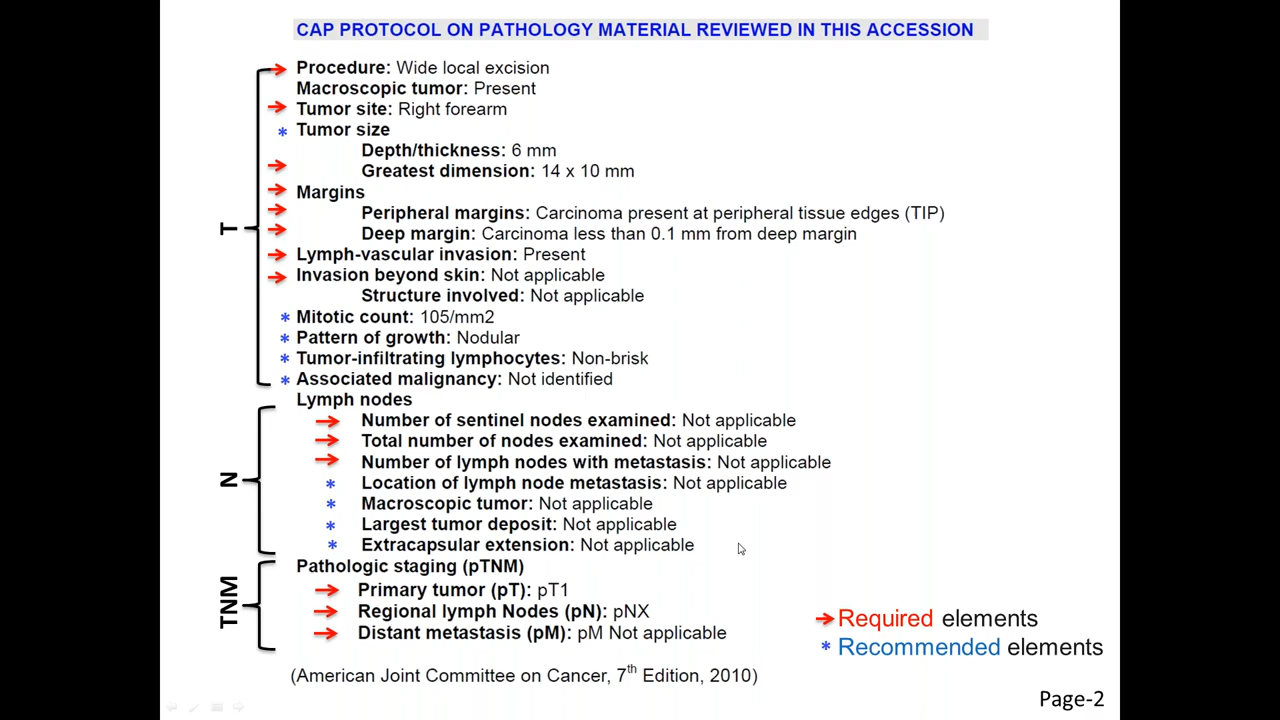 CAP PROTOCOL ON PATHOLOGY MATERIAL REVIEWED IN THIS ACCESSION
Procedure: Wide local excision
Macroscopic tumor: Present
Tumor site: Right forearm
* Tumor size
Depth/thickness: 6 mm
Greatest dimension: 14 x 10 mm
Margins
Peripheral margins: Carcinoma present at peripheral tissue edges (TIP)
Deep margin: Carcinoma less than 0.1 mm from deep margin
Lymph-vascular invasion: Present
Invasion beyond skin: Not applicable
Structure involved: Not applicable
* Mitotic count: 105/mm2
* Pattern of growth: Nodular
* Tumor-infiltrating lymphocytes: Non-brisk
* Associated malignancy: Not identified
T
Lymph nodes
Number of sentinel nodes examined: Not applicable
Total number of nodes examined: Not applicable
Number of lymph nodes with metastasis: Not applicable
* Location of lymph node metastasis: Not applicable
* Macroscopic tumor: Not applicable
* Largest tumor deposit: Not applicable
* Extracapsular extension: Not applicable
N
Pathologic staging (pTNM)
Primary tumor (pT): pT1
Regional lymph Nodes (pN): pNX
Distant metastasis (pM): pM Not applicable
TNM
(American Joint Committee on Cancer, 7th Edition, 2010)
Required elements
* Recommended elements
Page-2